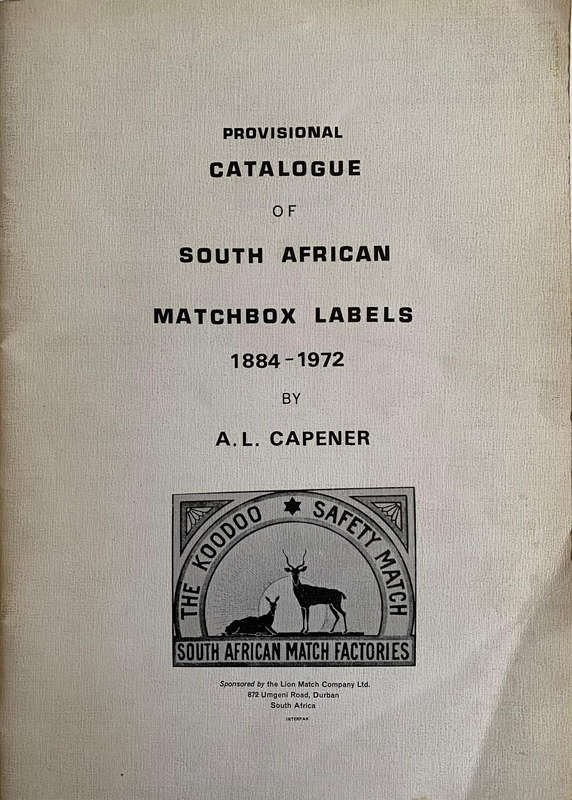 PROVISIONAL
CATALOGUE
OF
SOUTH AFRICAN
MATCHBOX LABELS
1884-1972
BY
A.L. CAPENER
THE KOODOO ✶ SAFETY MATCH
SOUTH AFRICAN MATCH FACTORIES
Sponsored by the Lion Match Company Ltd.
872 Umgeni Road, Durban
South Africa
INTERPAK